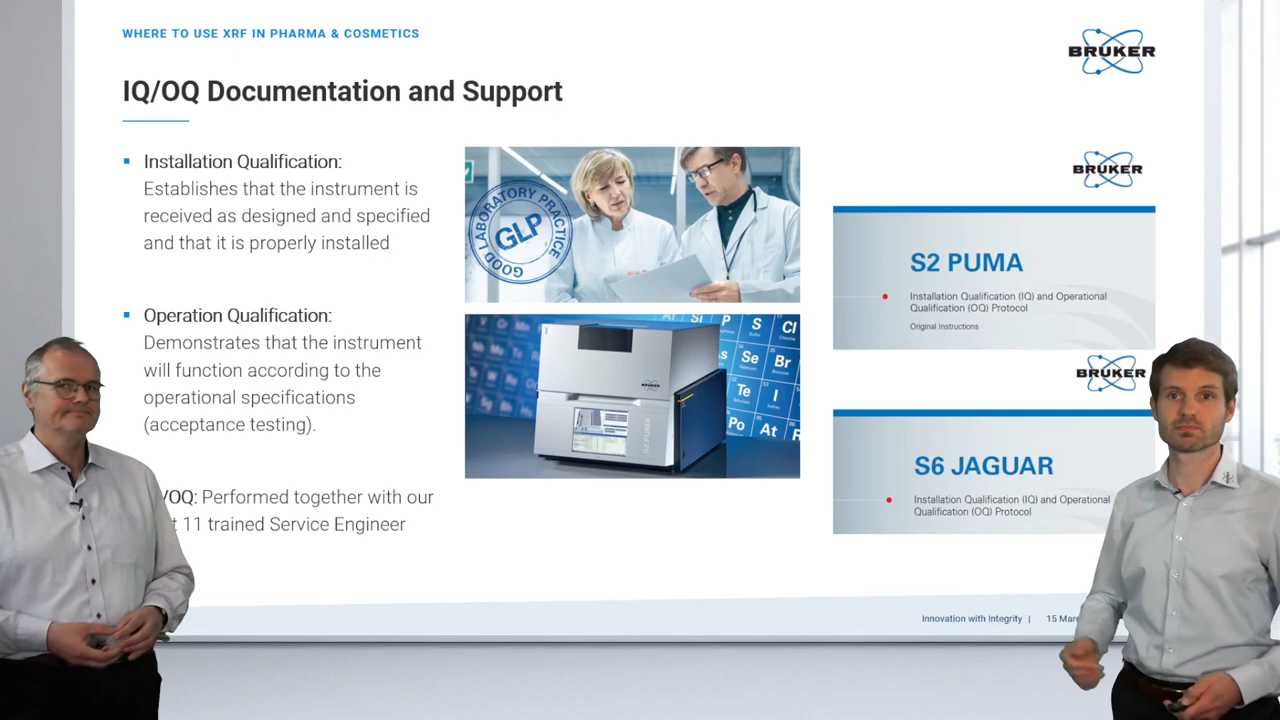 WHERE TO USE XRF IN PHARMA & COSMETICS
BRUKER
IQ/OQ Documentation and Support
Installation Qualification:
Establishes that the instrument is
received as designed and specified
and that it is properly installed
Operation Qualification:
Demonstrates that the instrument
will function according to the
operational specifications
(acceptance testing).
/OQ: Performed together with our
11 trained Service Engineer
GOOD LABORATORY PRACTICE
GLP
BRUKER
S2 PUMA
P S Cl
Se Br
Te I
Po At
BRUKER
S2 PUMA
Installation Qualification (IQ) and Operational
Qualification (OQ) Protocol
Original Instructions
BRUKER
S6 JAGUAR
Installation Qualification (IQ) and Operational
Qualification (OQ) Protocol
Innovation with Integrity | 15